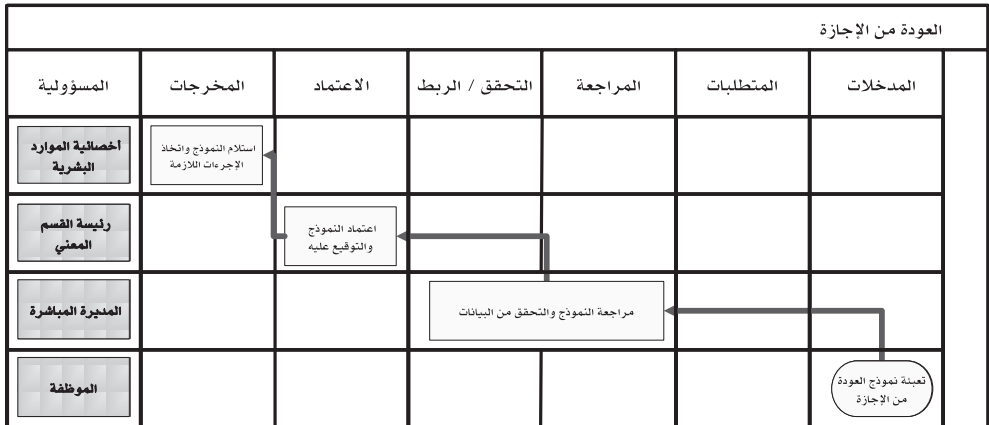 العودة من الإجازة
المدخلات
المتطلبات
المراجعة
التحقق / الربط
الاعتماد
المخرجات
المسؤولية
استلام النموذج واتخاذ
الإجرءات اللازمة
أخصائية الموارد
البشرية
اعتماد النموذج
والتوقيع عليه
رئيسة القسم
المعني
مراجعة النموذج والتحقق من البيانات
المديرة المباشرة
تعبئة نموذج العودة
من الإجازة
الموظفة